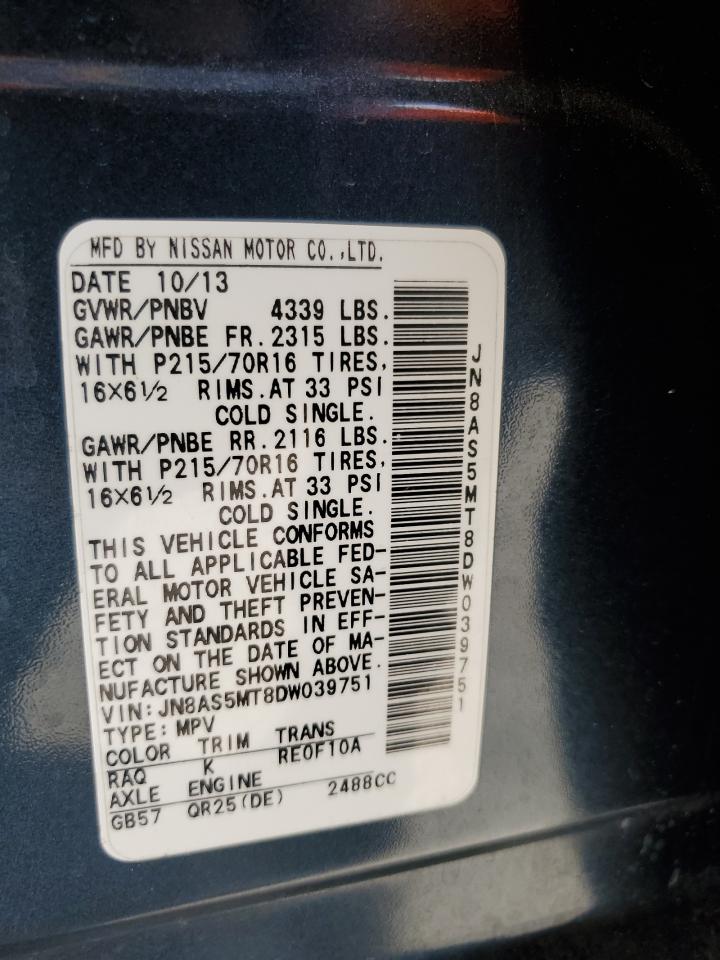 MFD BY NISSAN MOTOR CO.,LTD.
DATE 10/13
GVWR/PNBV 4339 LBS.
GAWR/PNBE FR.2315 LBS.
WITH P215/70R16 TIRES,
16X6½ RIMS.AT 33 PSI
COLD SINGLE.
GAWR/PNBE RR.2116 LBS.
WITH P215/70R16 TIRES,
16X6½ RIMS.AT 33 PSI
COLD SINGLE.
THIS VEHICLE CONFORMS
TO ALL APPLICABLE FED-
ERAL MOTOR VEHICLE SA-
FETY AND THEFT PREVEN-
TION STANDARDS IN EFF-
ECT ON THE DATE OF MA-
NUFACTURE SHOWN ABOVE.
VIN:JN8AS5MT8DW039751
TYPE:MPV
COLOR TRIM TRANS
RAQ K RE0F10A
AXLE ENGINE
GB57 QR25(DE) 2488CC
JN8AS5MT8DW039751